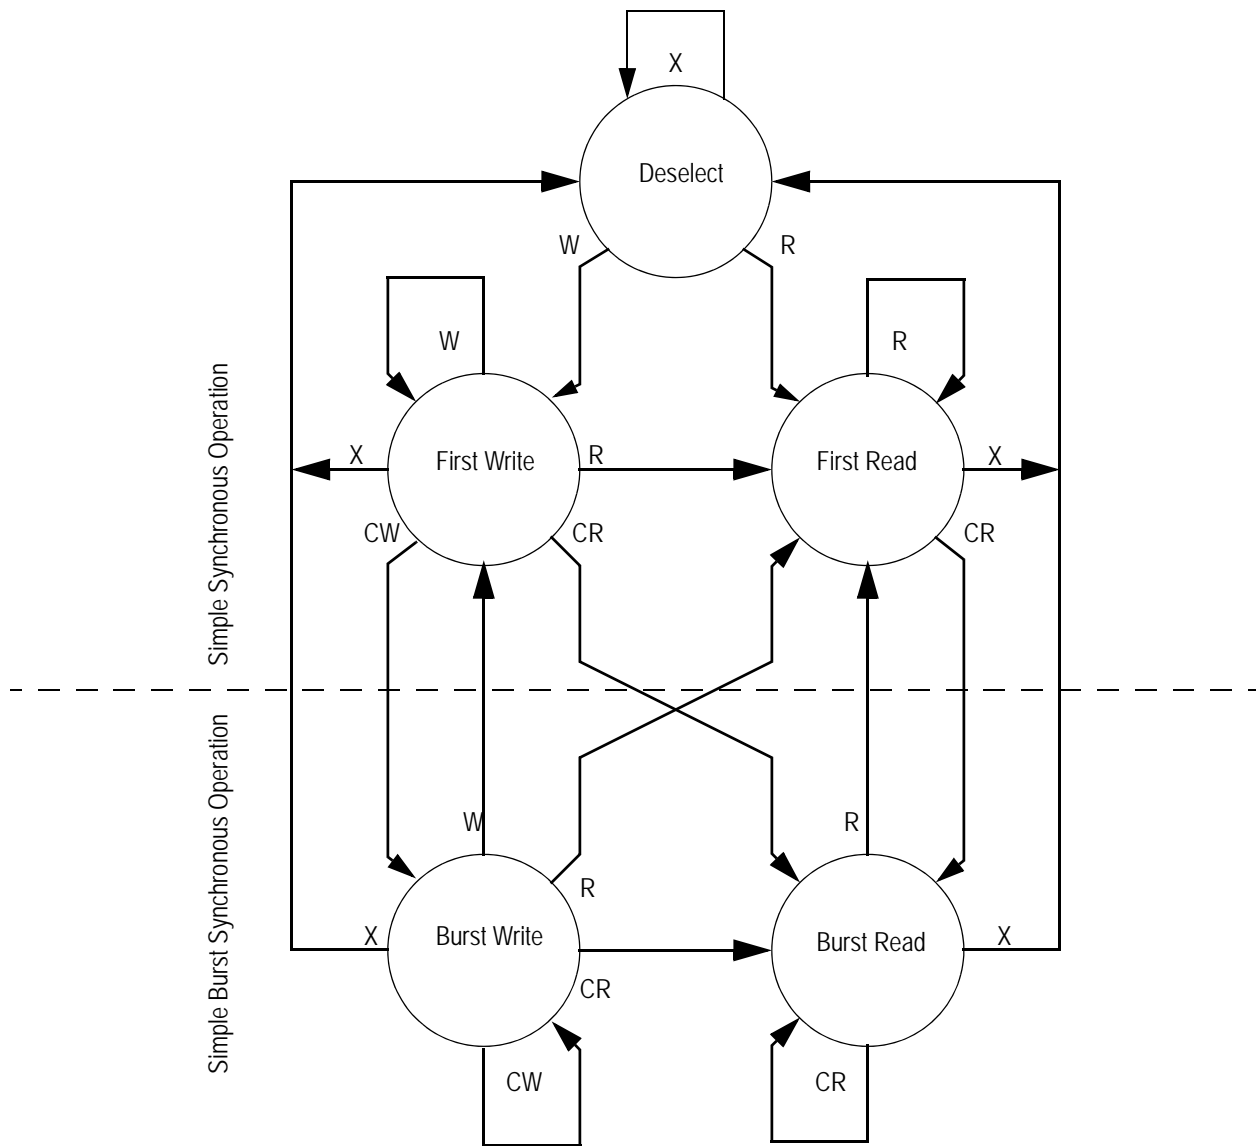 X
Deselect
W
R
W
R
X
First Write
R
First Read
X
CW
CR
CR
Simple Synchronous Operation
W
R
R
X
Burst Write
Burst Read
X
CR
CW
CR
Simple Burst Synchronous Operation